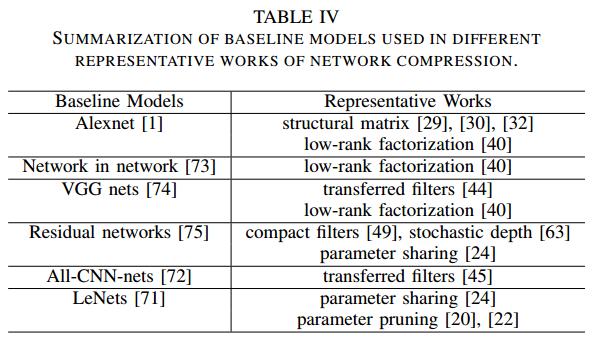 TABLE IV
SUMMARIZATION OF BASELINE MODELS USED IN DIFFERENT
REPRESENTATIVE WORKS OF NETWORK COMPRESSION.
Baseline Models Representative Works
Alexnet [1] structural matrix [29], [30], [32]
low-rank factorization [40]
Network in network [73] low-rank factorization [40]
VGG nets [74] transferred filters [44]
low-rank factorization [40]
Residual networks [75] compact filters [49], stochastic depth [63]
parameter sharing [24]
All-CNN-nets [72] transferred filters [45]
LeNets [71] parameter sharing [24]
parameter pruning [20], [22]